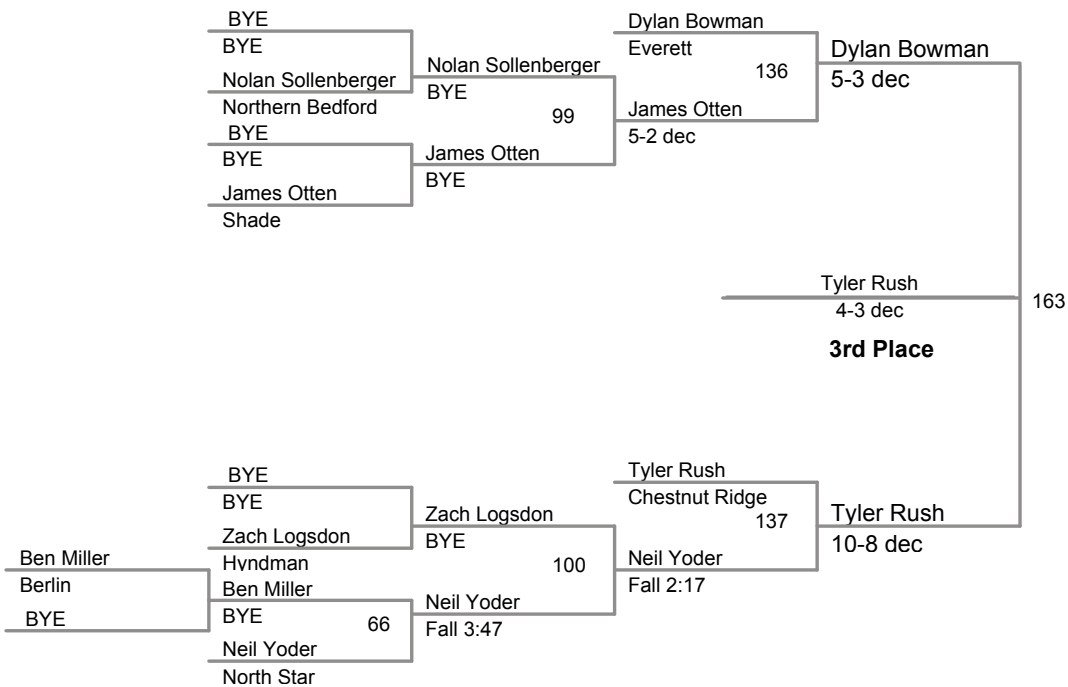 BYE
BYE
Nolan Sollenberger
Northern Bedford
BYE
BYE
James Otten
Shade
Nolan Sollenberger
BYE
99
James Otten
BYE
Dylan Bowman
Everett
136
James Otten
5-2 dec
Dylan Bowman
5-3 dec
Tyler Rush
4-3 dec
163
3rd Place
Ben Miller
Berlin
BYE
BYE
BYE
Zach Logsdon
Hyndman
Ben Miller
BYE
66
Neil Yoder
North Star
Zach Logsdon
BYE
100
Neil Yoder
Fall 3:47
Tyler Rush
Chestnut Ridge
137
Neil Yoder
Fall 2:17
Tyler Rush
10-8 dec